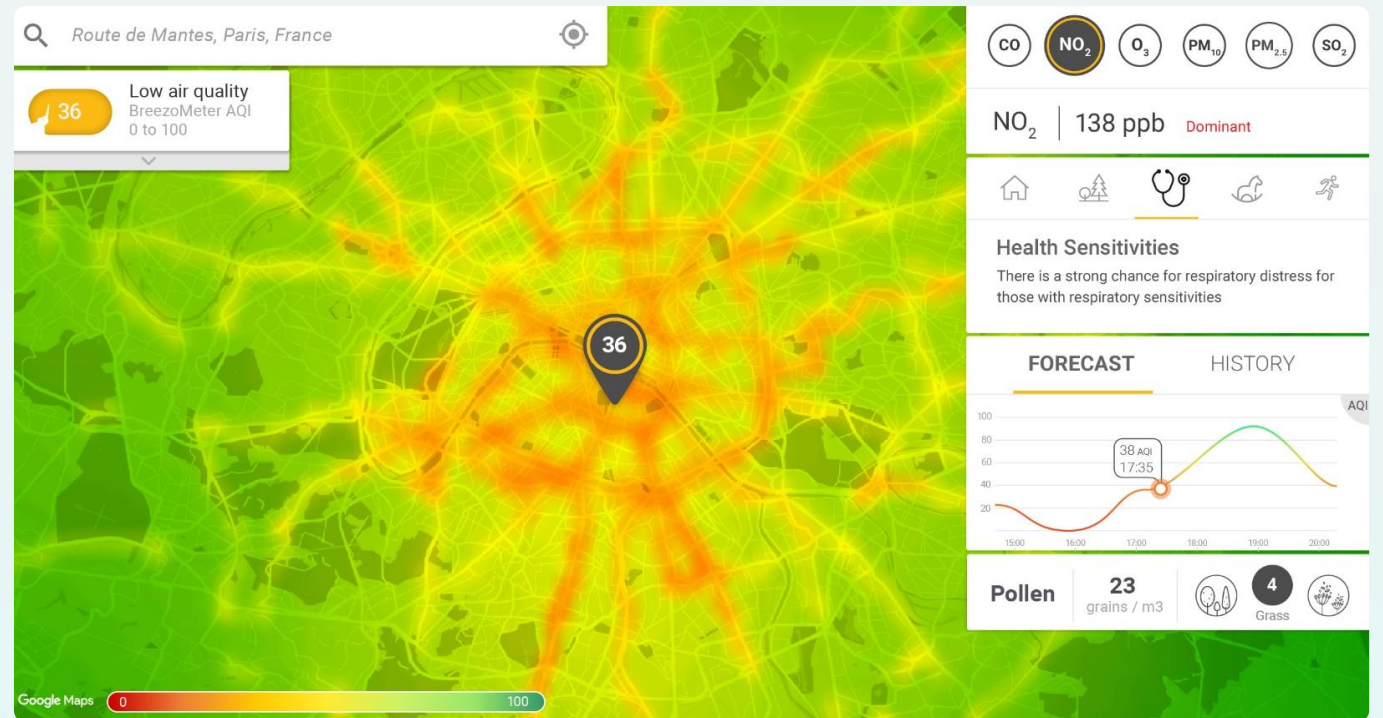 Route de Mantes, Paris, France
36
Low air quality
BreezoMeter AQI
0 to 100
36
CO NO₂ O₃ PM₁₀ PM₂.₅ SO₂
NO₂ 138 ppb Dominant
Health Sensitivities
There is a strong chance for respiratory distress for
those with respiratory sensitivities
FORECAST HISTORY
AQI
100
80
60
40
20
38 AQI
17:35
15:00 16:00 17:00 18:00 19:00 20:00
Pollen
23
grains / m3
4
Grass
Google Maps
0 100